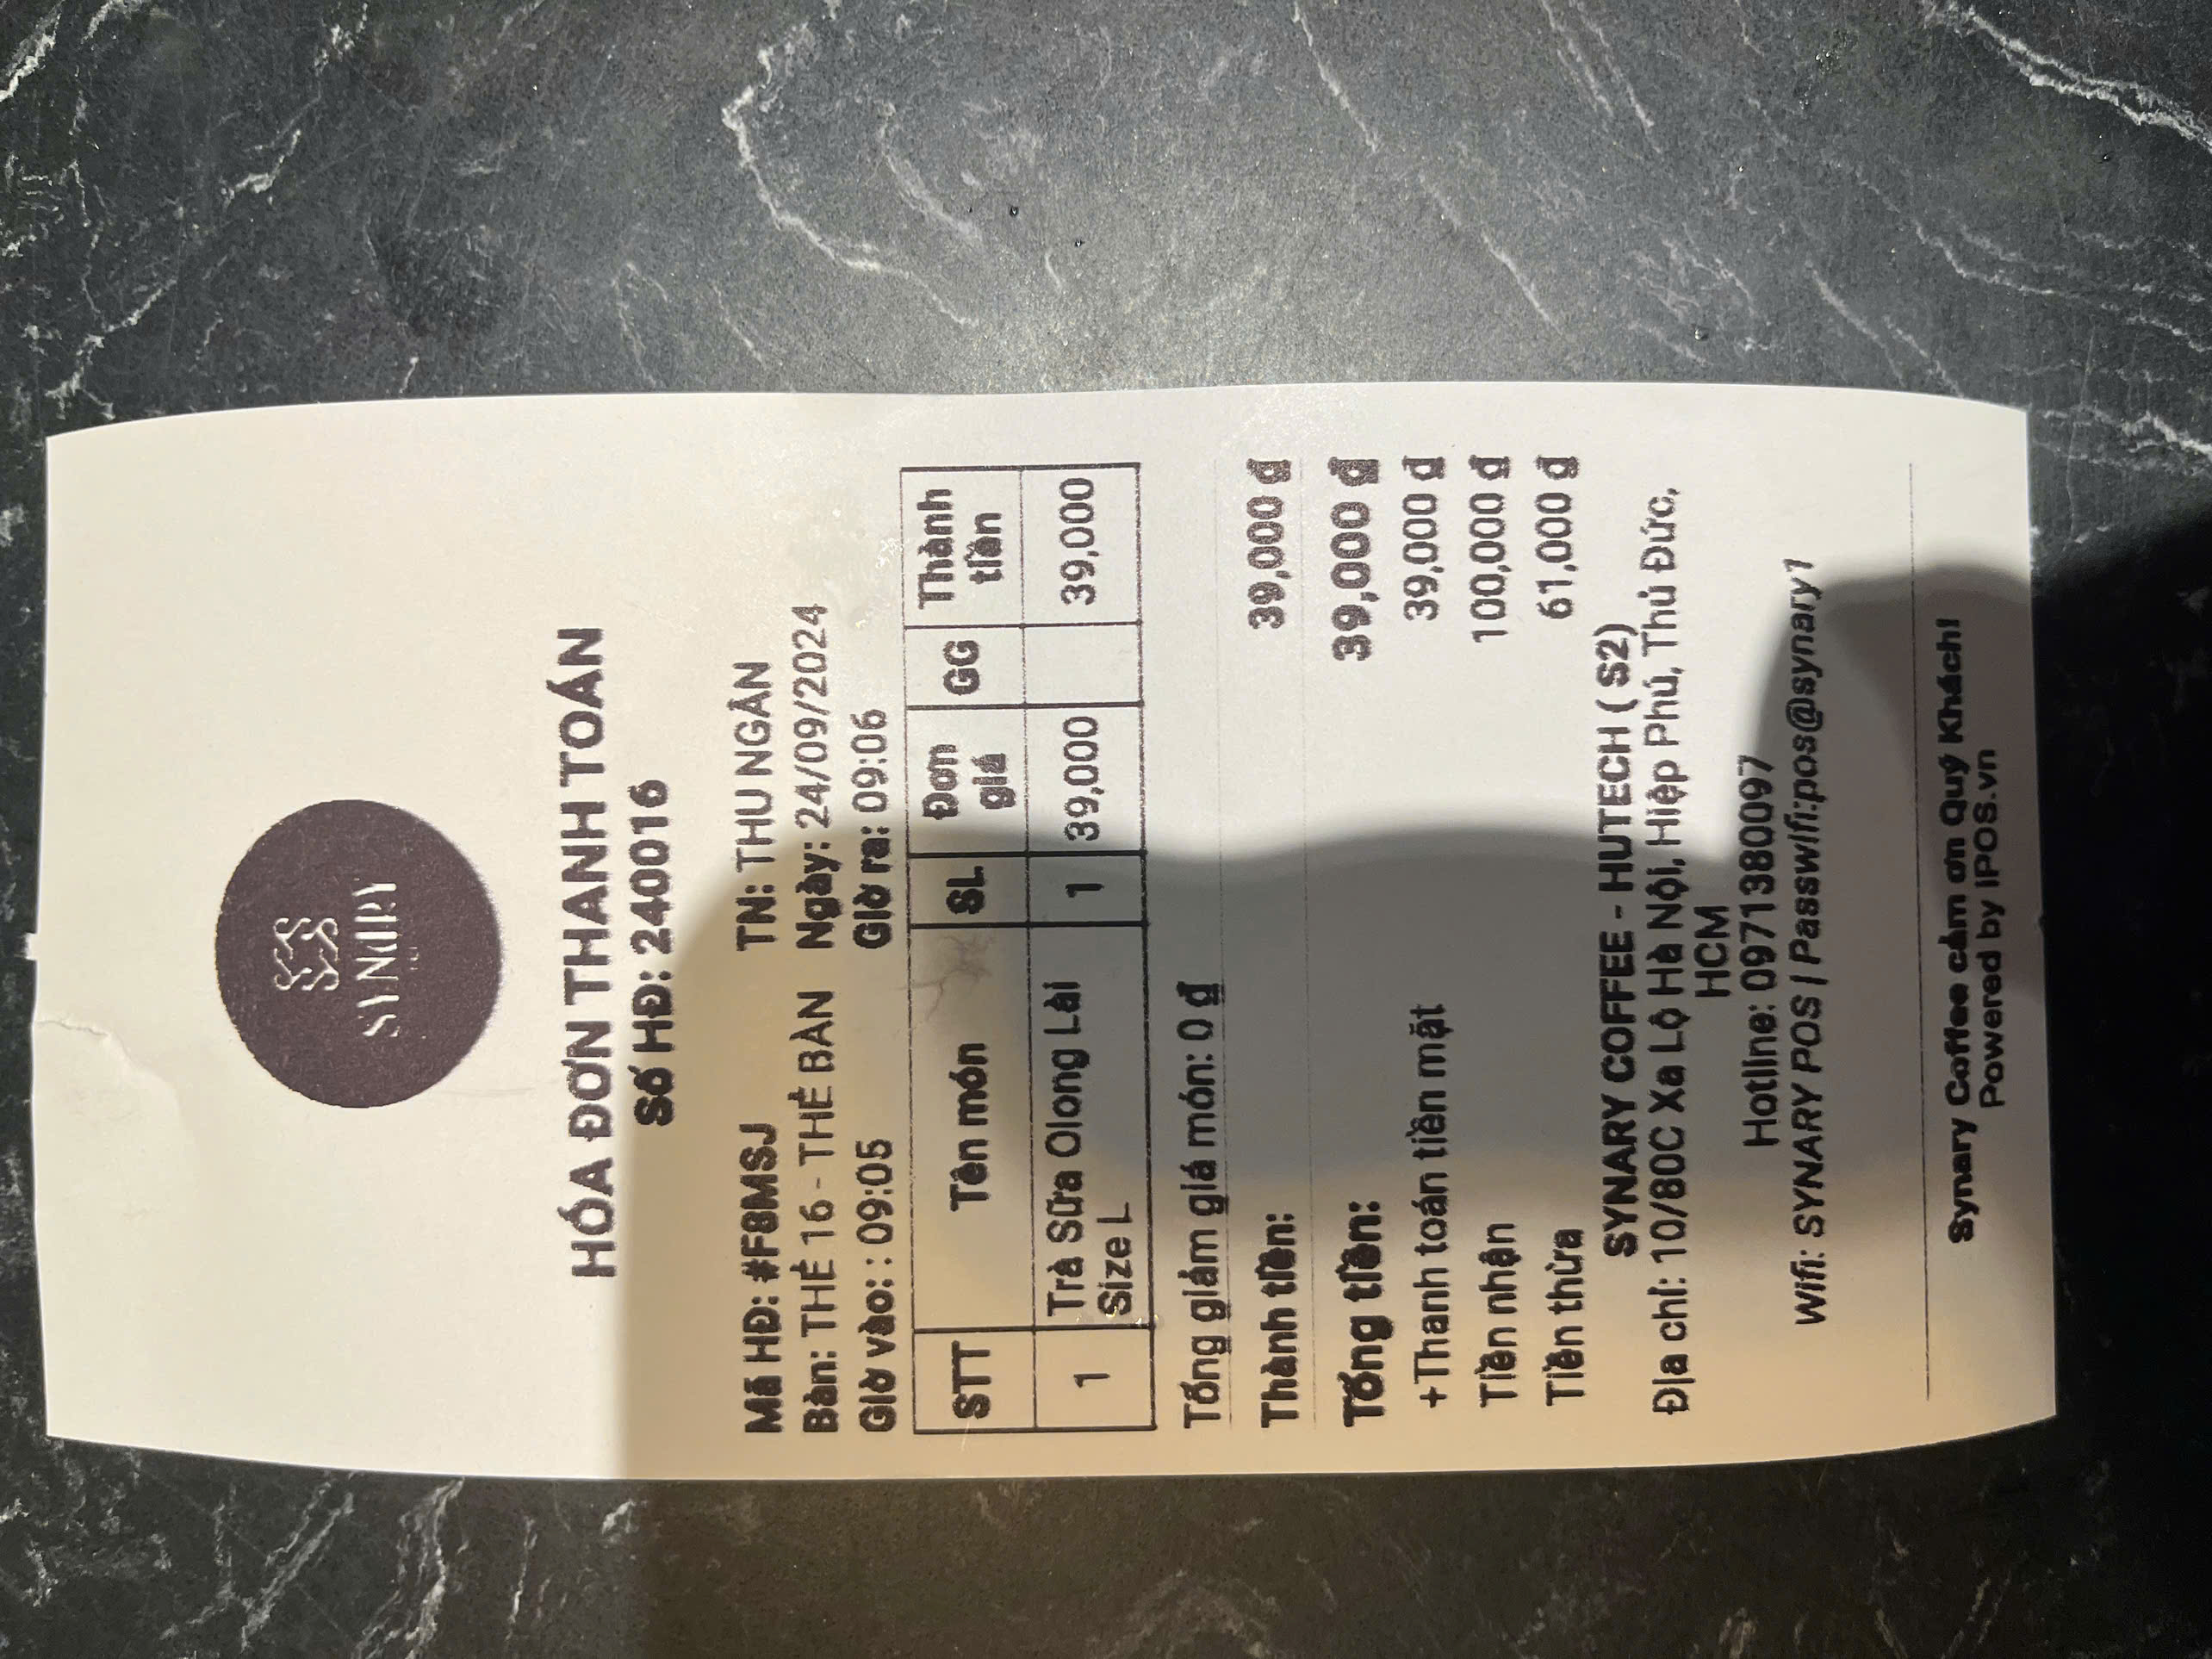 SYNARY
HÓA ĐƠN THANH TOÁN
Số HĐ: 240016
Mã HĐ: #F8MSJ TN: THU NGÂN
Bàn: THẺ 16 - THẺ BÀN Ngày: 24/09/2024
Giờ vào: : 09:05 Giờ ra: 09:06
STT Tên món SL Đơn giá GG Thành tiền
1 Trà Sữa Olong Lài 1 39,000 39,000
Size L
Tổng giảm giá món: 0 đ
Thành tiền: 39,000 đ
Tổng tiền: 39,000 đ
+Thanh toán tiền mặt 39,000 đ
Tiền nhận 100,000 đ
Tiền thừa 61,000 đ
SYNARY COFFEE - HUTECH ( S2)
Địa chỉ: 10/80C Xa Lộ Hà Nội, Hiệp Phú, Thủ Đức,
HCM
Hotline: 0971380097
Wifi: SYNARY POS | Passwifi:pos@synary1
Synary Coffee cảm ơn Quý Khách!
Powered by iPOS.vn